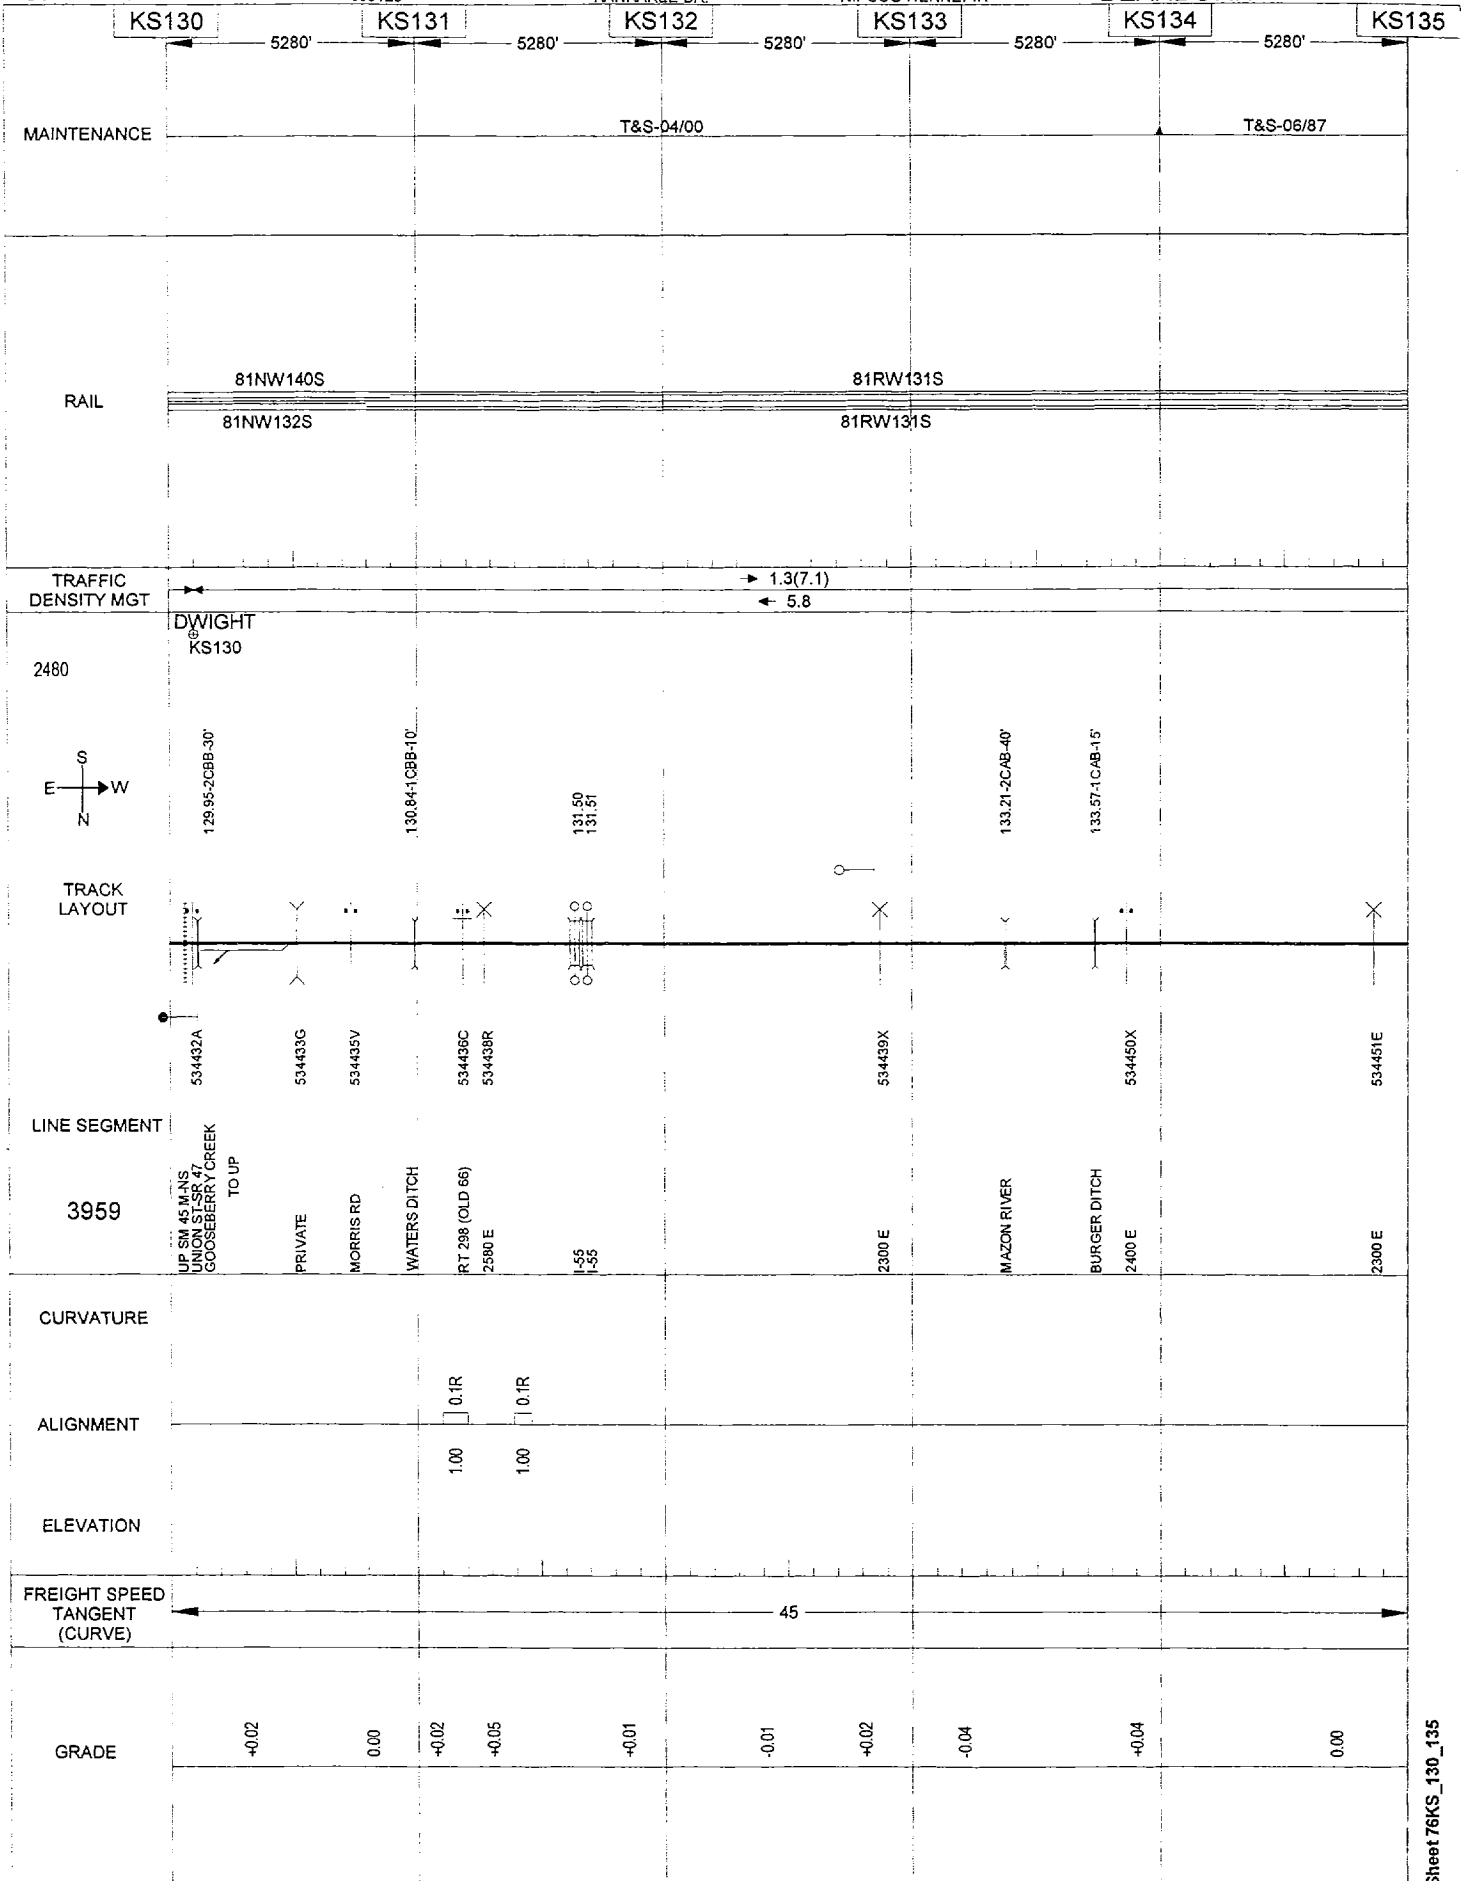 KS130 KS131 KS132 KS133 KS134 KS135
5280' 5280' 5280' 5280' 5280'
MAINTENANCE
T&S-04/00 T&S-06/87
81NW140S 81RW131S
RAIL
81NW132S 81RW131S
TRAFFIC
DENSITY MGT
1.3(7.1)
5.8
DWIGHT
KS130
2480
S
E W
N
129.95-2CBB-30'
130.84-1CBB-10'
131.50
131.51
133.21-2CAB-40'
133.57-1CAB-15'
TRACK
LAYOUT
534432A
534433G
534435V
534436C
534438R
534439X
534450X
534451E
LINE SEGMENT
3959
UP SM 45 M-NS
UNION ST-SR 47
GOOSEBERRY CREEK
TO UP
PRIVATE
MORRIS RD
WATERS DITCH
RT 298 (OLD 66)
2580 E
I-55
I-55
2300 E
MAZON RIVER
BURGER DITCH
2400 E
2300 E
CURVATURE
0.1R 0.1R
ALIGNMENT
1.00 1.00
ELEVATION
FREIGHT SPEED
TANGENT
(CURVE)
45
GRADE
+0.02 0.00 +0.02 +0.05 +0.01 -0.01 +0.02 -0.04 +0.04 0.00
Sheet 76KS_130_135